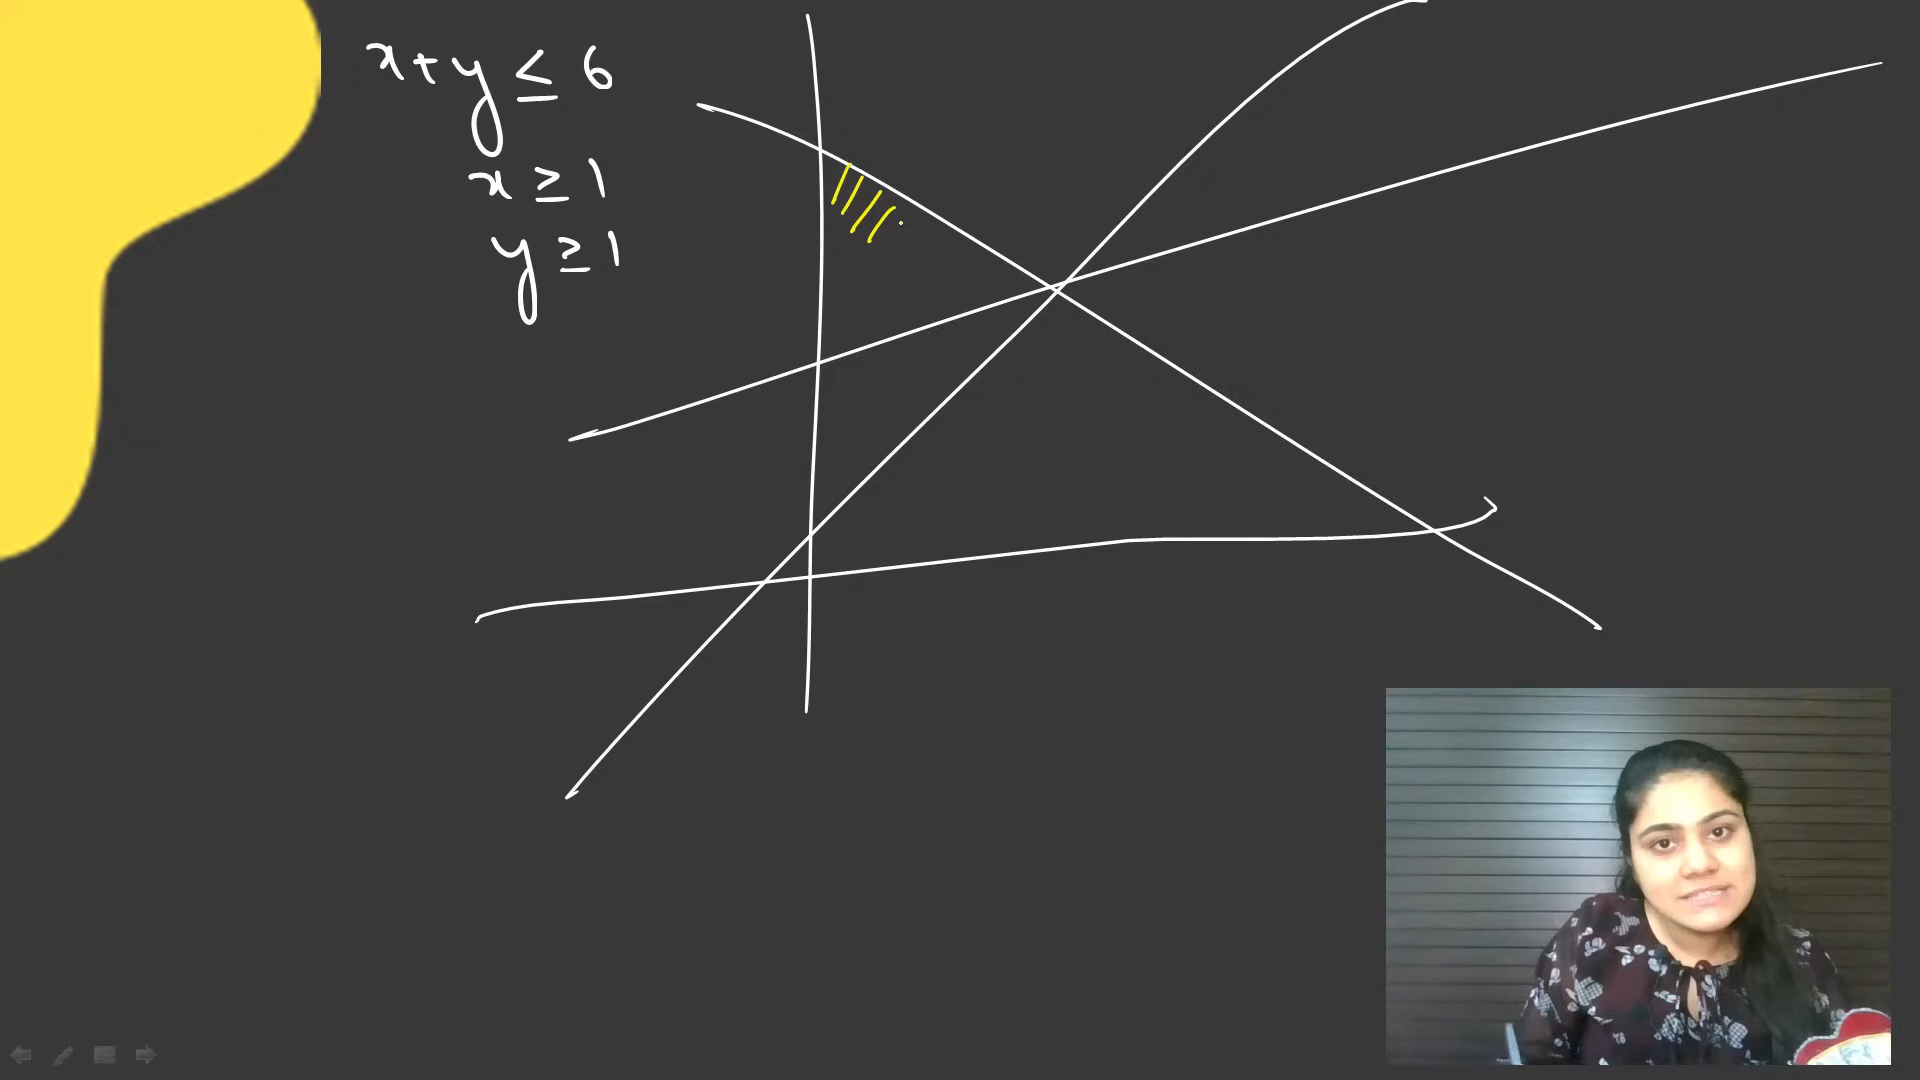 x+y ≤ 6
x ≥ 1
y ≥ 1